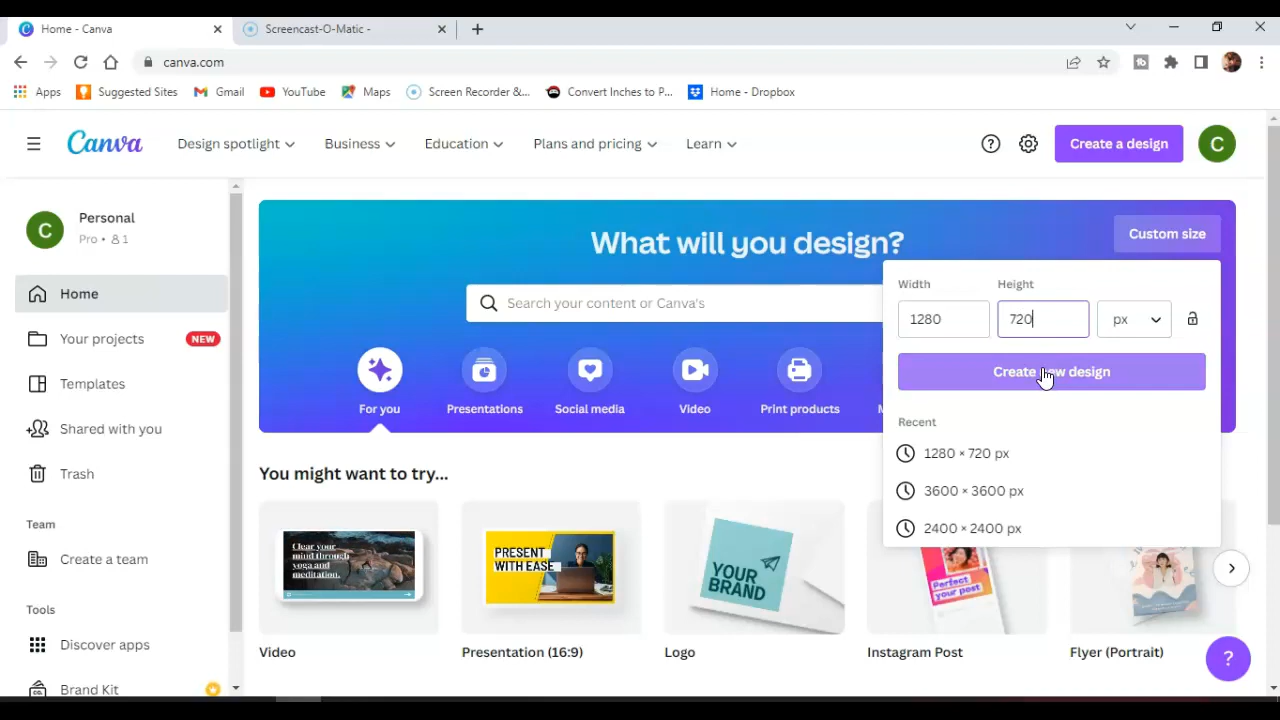 Home - Canva
Screencast-O-Matic -
canva.com
Apps
Suggested Sites
Gmail
YouTube
Maps
Screen Recorder &...
Convert Inches to P...
Home - Dropbox
Canva
Design spotlight
Business
Education
Plans and pricing
Learn
Create a design
C
C
Personal
Pro • 1
Home
Your projects NEW
Templates
Shared with you
Trash
Team
Create a team
Tools
Discover apps
Brand Kit
What will you design?
Custom size
Search your content or Canva's
For you
Presentations
Social media
Video
Print products
Width
Height
1280
720
px
Create new design
Recent
1280 × 720 px
3600 × 3600 px
2400 × 2400 px
You might want to try...
Clear your
mind through
yoga and
meditation.
PRESENT
WITH EASE
YOUR
BRAND
Perfect
your post
Video
Presentation (16:9)
Logo
Instagram Post
Flyer (Portrait)
?